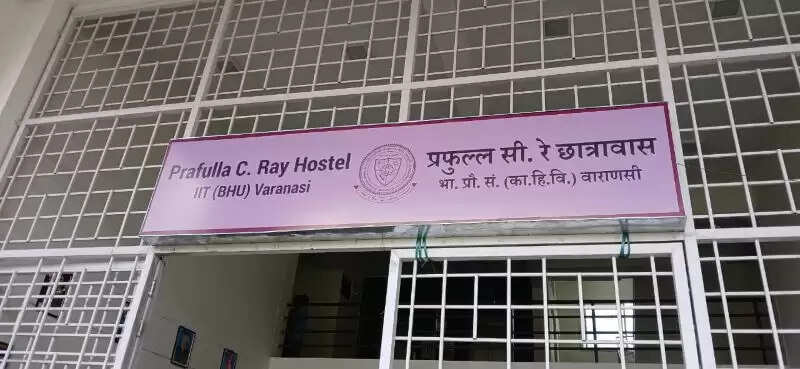 Prafulla C. Ray Hostel
IIT (BHU) Varanasi
प्रफुल्ल सी. रे छात्रावास
भा. प्रौ. सं. (का.हि.वि.) वाराणसी